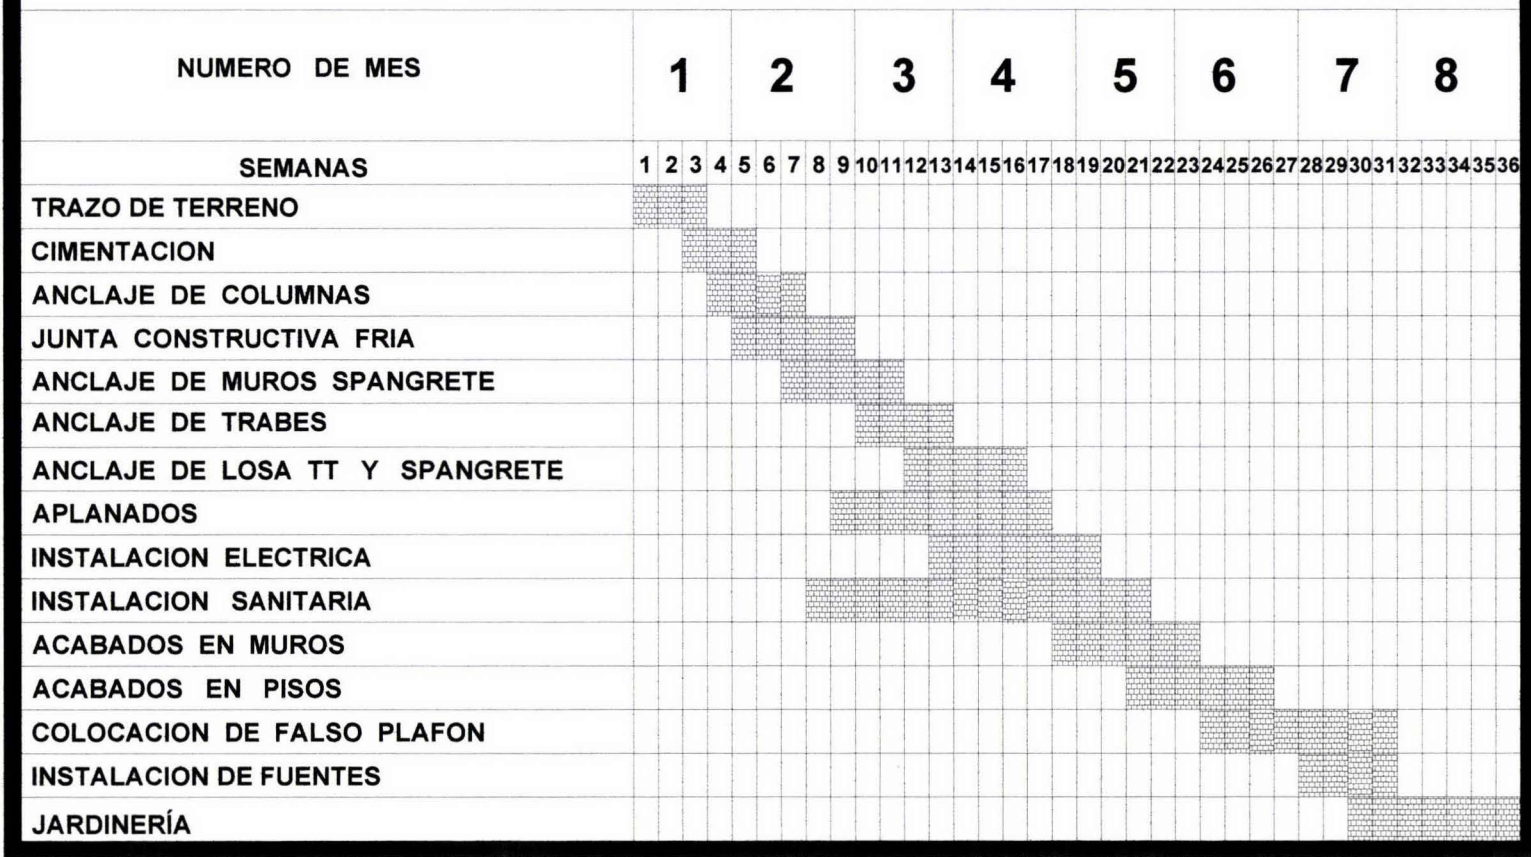 NUMERO DE MES 1 2 3 4 5 6 7 8
SEMANAS 1 2 3 4 5 6 7 8 9 10 11 12 13 14 15 16 17 18 19 20 21 22 23 24 25 26 27 28 29 30 31 32 33 34 35 36
TRAZO DE TERRENO
CIMENTACION
ANCLAJE DE COLUMNAS
JUNTA CONSTRUCTIVA FRIA
ANCLAJE DE MUROS SPANGRETE
ANCLAJE DE TRABES
ANCLAJE DE LOSA TT Y SPANGRETE
APLANADOS
INSTALACION ELECTRICA
INSTALACION SANITARIA
ACABADOS EN MUROS
ACABADOS EN PISOS
COLOCACION DE FALSO PLAFON
INSTALACION DE FUENTES
JARDINERÍA